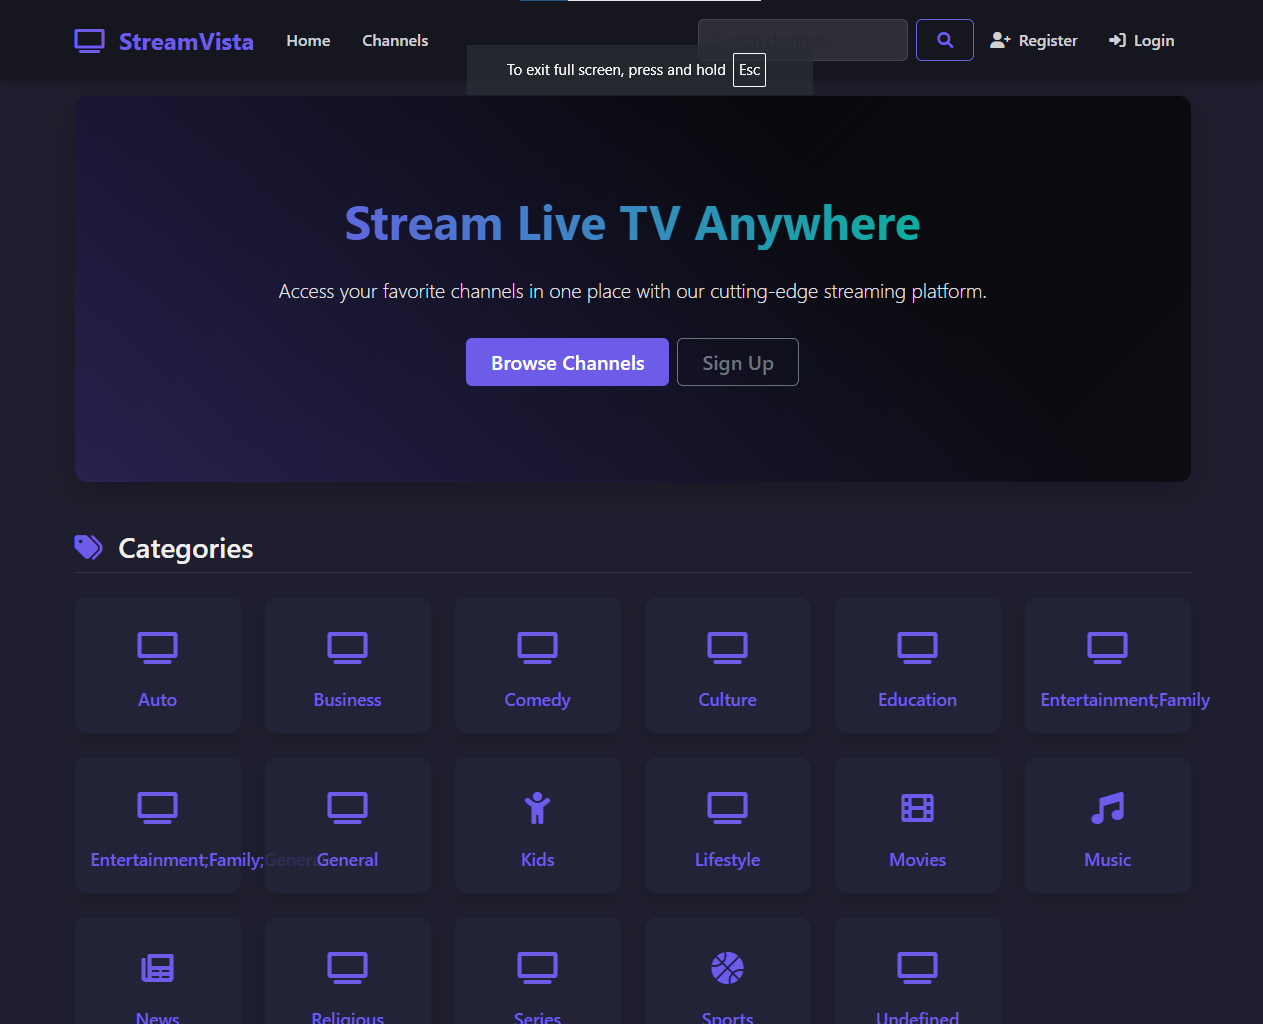 StreamVista
Home
Channels
Search channels...
Register
Login
To exit full screen, press and hold Esc
Stream Live TV Anywhere
Access your favorite channels in one place with our cutting-edge streaming platform.
Browse Channels
Sign Up
Categories
Auto
Business
Comedy
Culture
Education
Entertainment;Family
Entertainment;Family;General
General
Kids
Lifestyle
Movies
Music
News
Religious
Series
Sports
Undefined